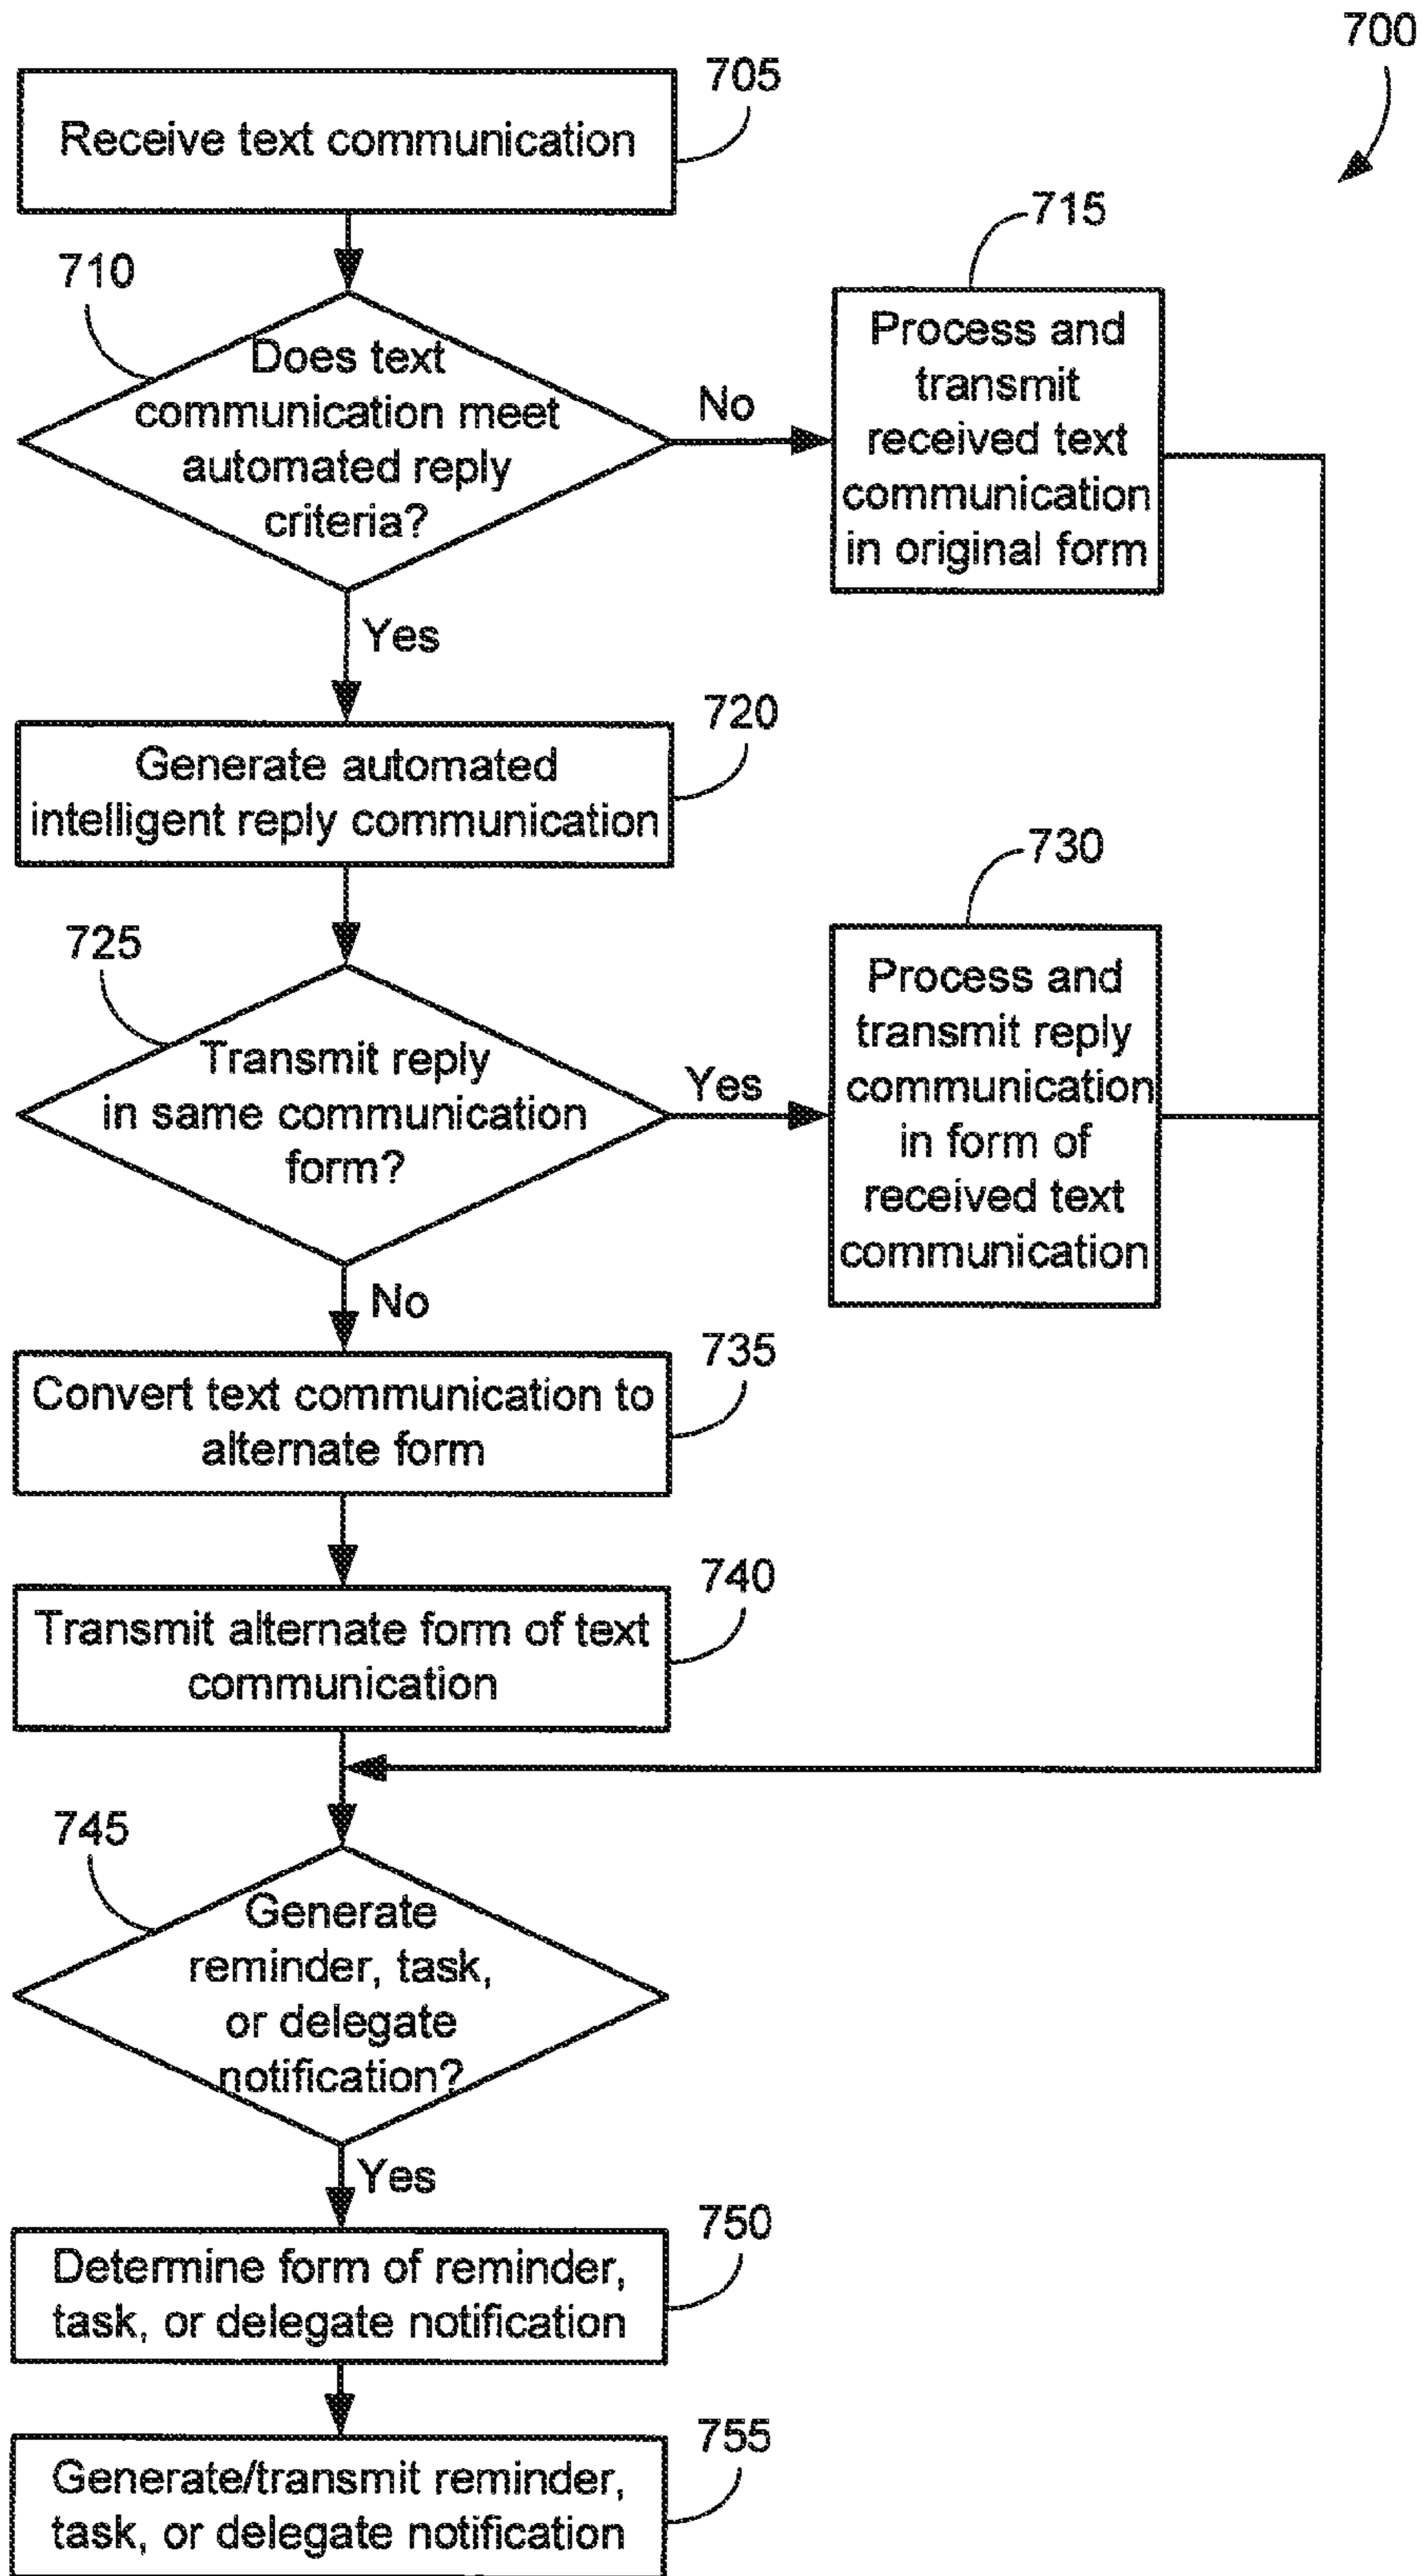 700
705
Receive text communication
710
Does text
communication meet
automated reply
criteria?
No
715
Process and
transmit
received text
communication
in original form
Yes
720
Generate automated
intelligent reply communication
725
Transmit reply
in same communication
form?
Yes
730
Process and
transmit reply
communication
in form of
received text
communication
No
735
Convert text communication to
alternate form
740
Transmit alternate form of text
communication
745
Generate
reminder, task,
or delegate
notification?
Yes
750
Determine form of reminder,
task, or delegate notification
755
Generate/transmit reminder,
task, or delegate notification